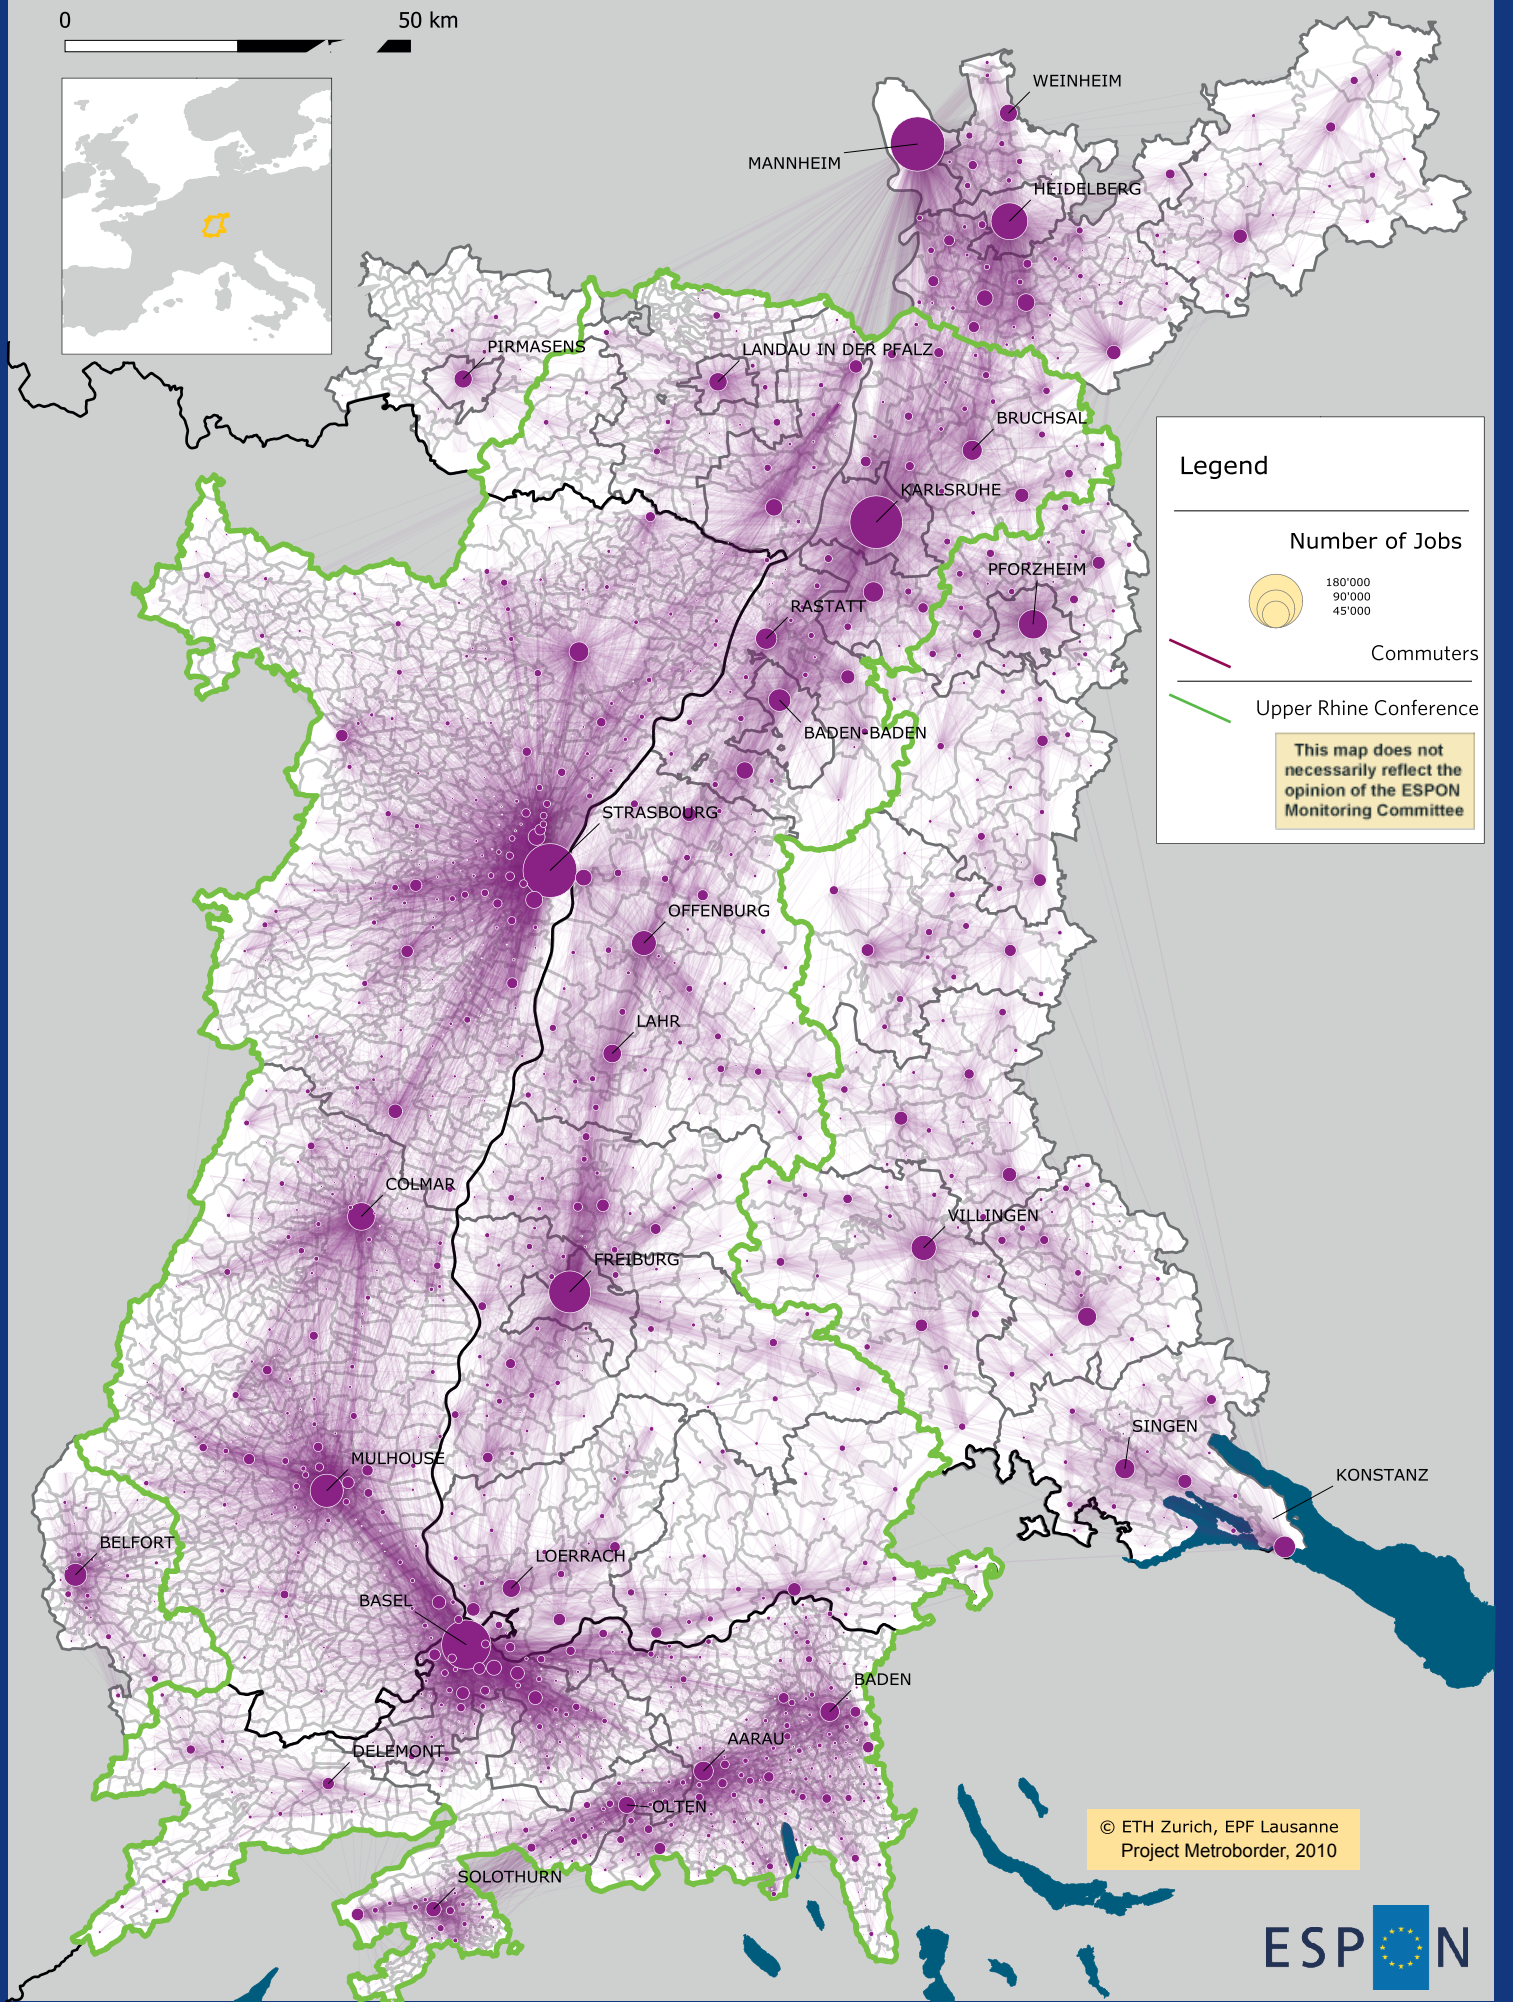 0 50 km
WEINHEIM
MANNHEIM
HEIDELBERG
PIRMASENS
LANDAU IN DER PFALZ
BRUCHSAL
KARLSRUHE
PFORZHEIM
RASTATT
BADEN-BADEN
STRASBOURG
OFFENBURG
LAHR
COLMAR
VILLINGEN
FREIBURG
SINGEN
MULHOUSE
KONSTANZ
BELFORT
LOERRACH
BASEL
BADEN
AARAU
DELEMONT
OLTEN
SOLOTHURN
Legend
Number of Jobs
180'000
90'000
45'000
Commuters
Upper Rhine Conference
This map does not
necessarily reflect the
opinion of the ESPON
Monitoring Committee
© ETH Zurich, EPF Lausanne
Project Metroborder, 2010
ESPON